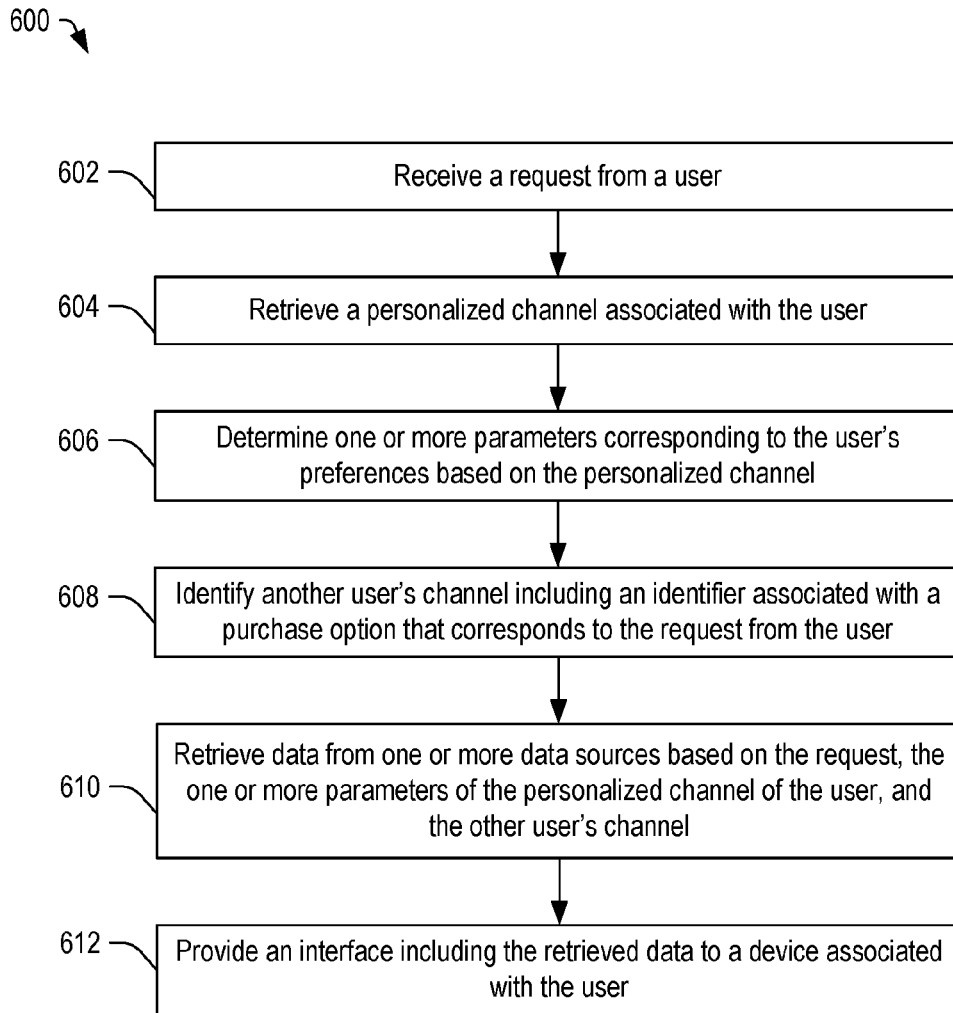 600
602
Receive a request from a user
604
Retrieve a personalized channel associated with the user
606
Determine one or more parameters corresponding to the user's
preferences based on the personalized channel
608
Identify another user's channel including an identifier associated with a
purchase option that corresponds to the request from the user
610
Retrieve data from one or more data sources based on the request, the
one or more parameters of the personalized channel of the user, and
the other user's channel
612
Provide an interface including the retrieved data to a device associated
with the user